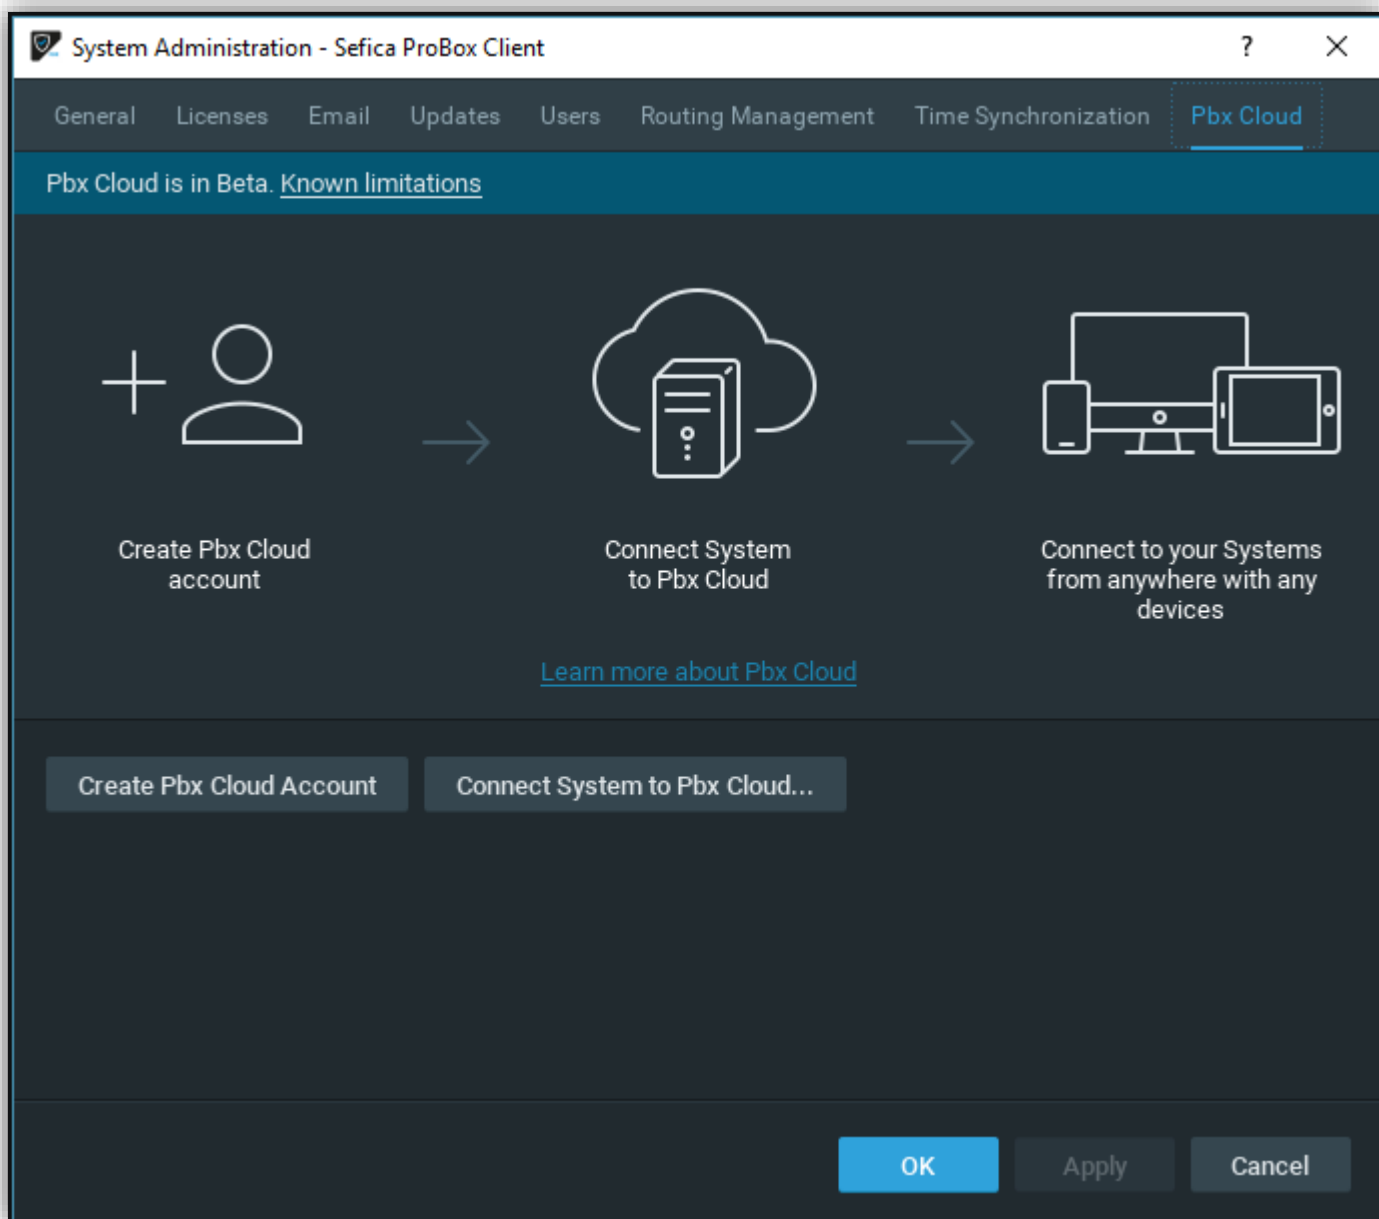 System Administration - Sefica ProBox Client
?
General Licenses Email Updates Users Routing Management Time Synchronization Pbx Cloud
Pbx Cloud is in Beta. Known limitations
Create Pbx Cloud
account
Connect System
to Pbx Cloud
Connect to your Systems
from anywhere with any
devices
Learn more about Pbx Cloud
Create Pbx Cloud Account
Connect System to Pbx Cloud...
OK Apply Cancel